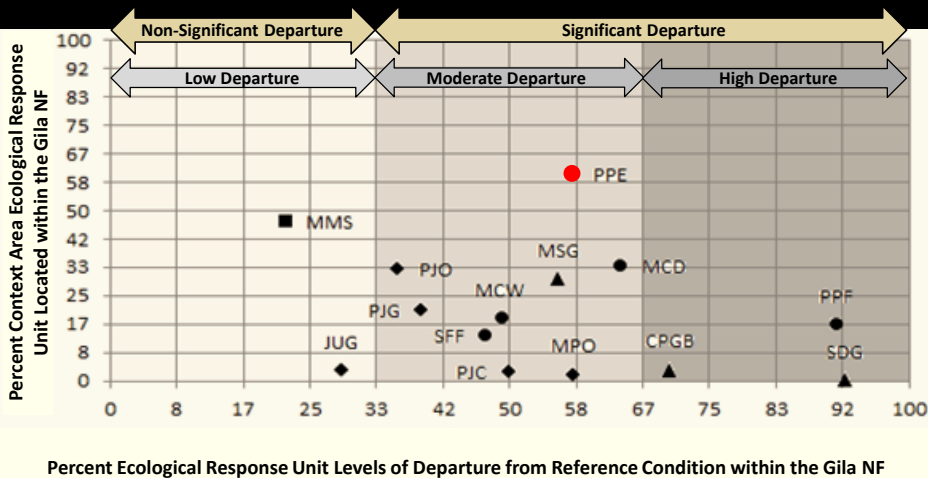 Non-Significant Departure
Significant Departure
Low Departure
Moderate Departure
High Departure
Percent Context Area Ecological Response
Unit Located within the Gila NF
100
92
83
75
67
58
50
42
33
25
17
8
0
PPE
MMS
MSG
PJO
MCD
MCW
PJG
PPF
SFF
JUG
MPO
CPGB
SDG
PJC
0 8 17 25 33 42 50 58 67 75 83 92 100
Percent Ecological Response Unit Levels of Departure from Reference Condition within the Gila NF